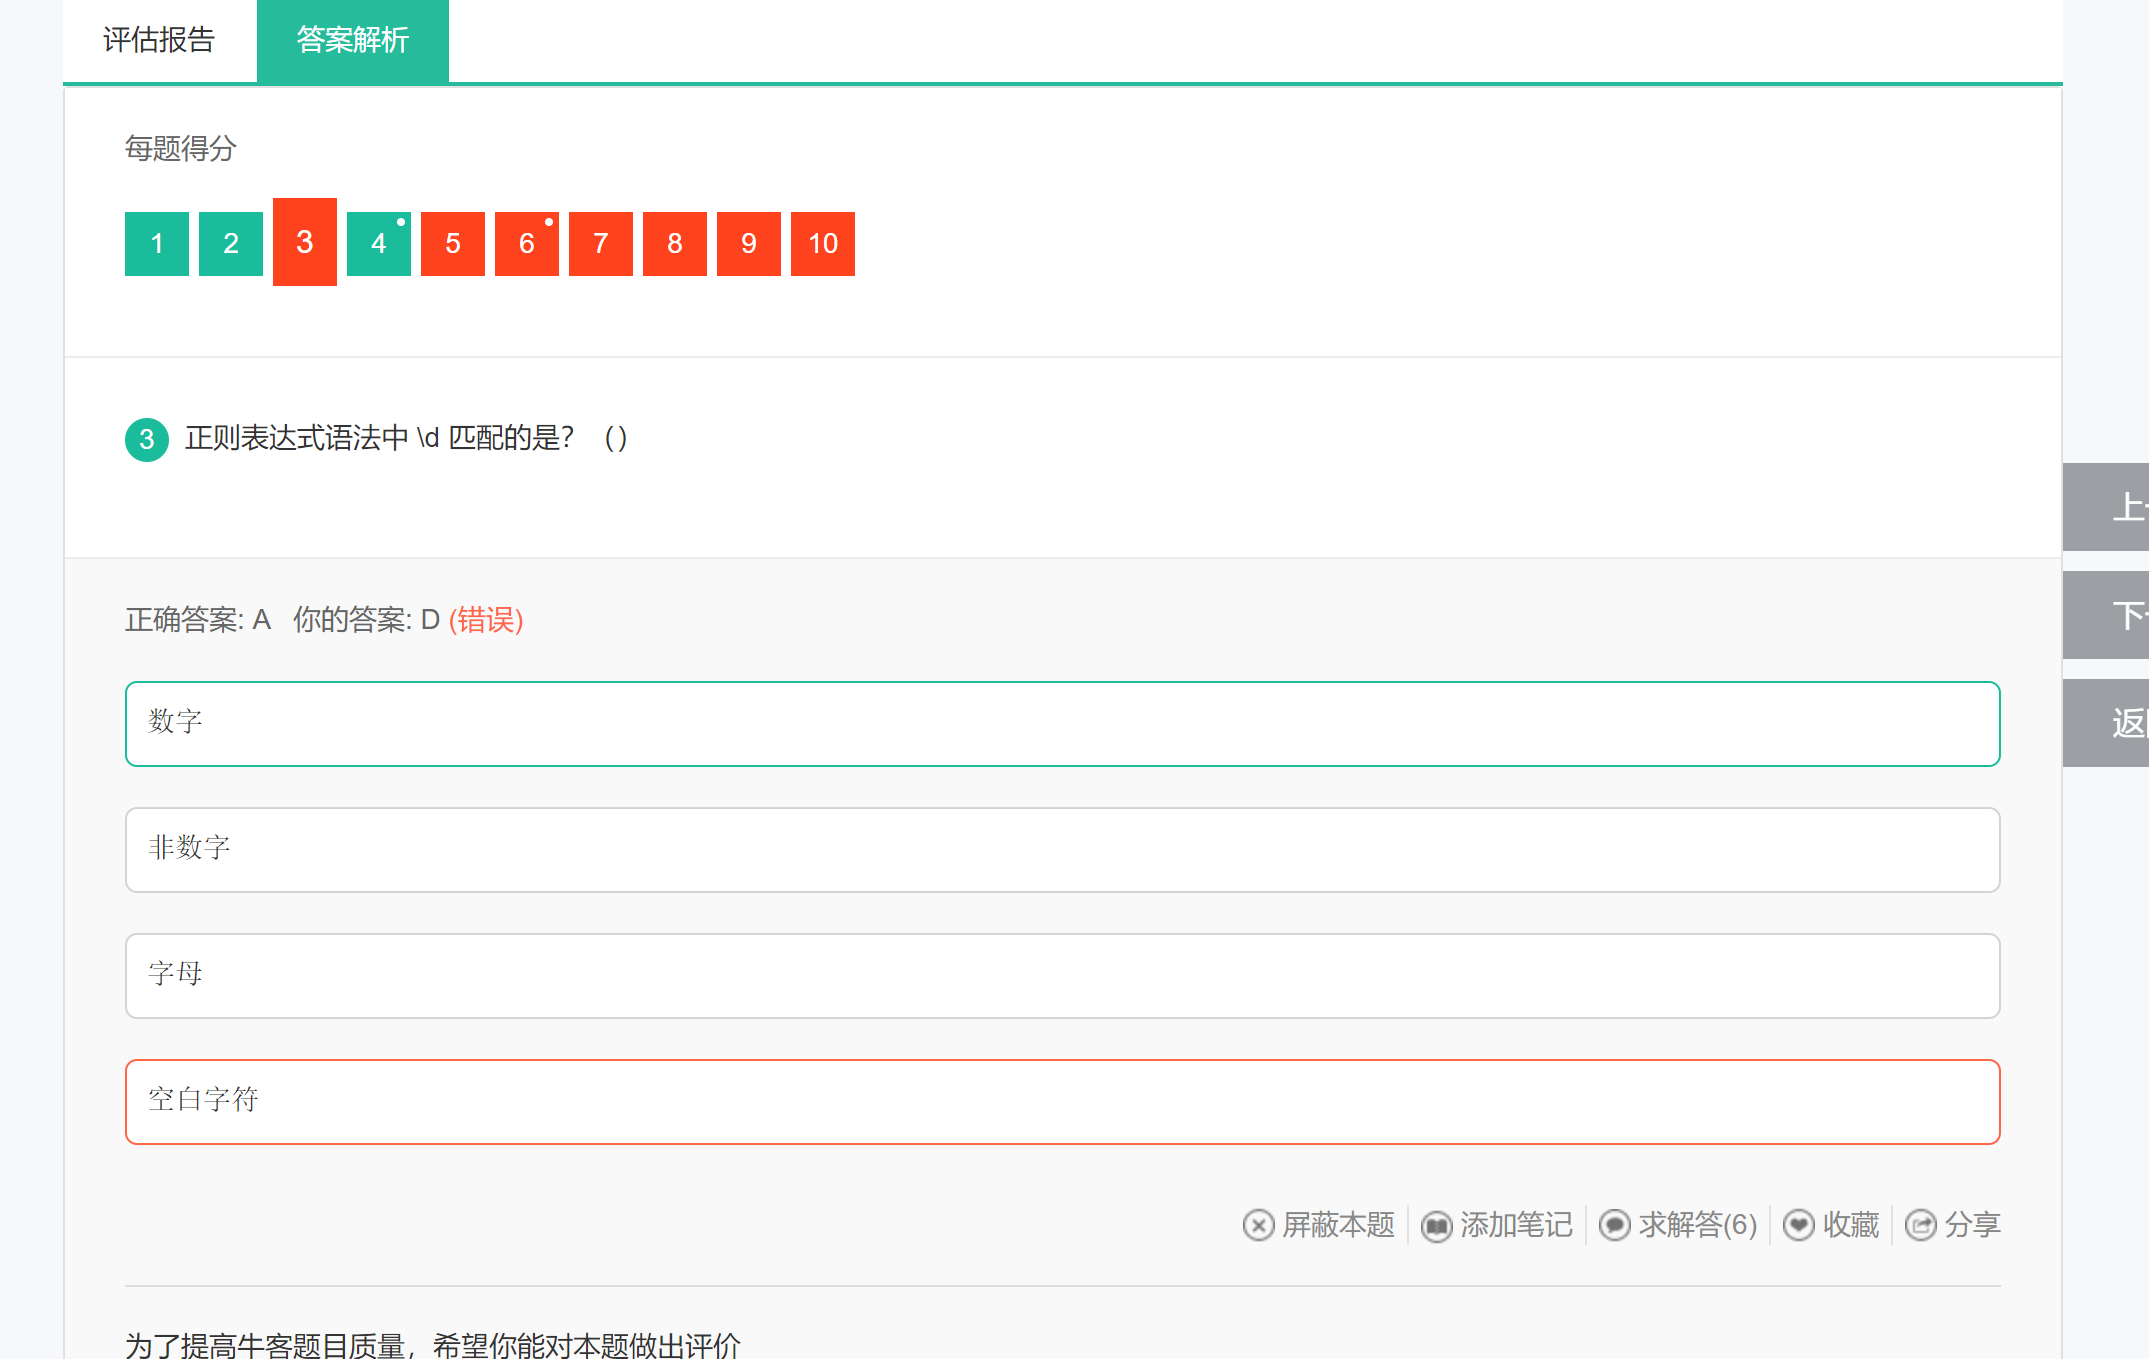 评估报告 答案解析
每题得分
1 2 3 4 5 6 7 8 9 10
3 正则表达式语法中 \d 匹配的是？（）
上
下
正确答案: A 你的答案: D (错误)
数字
返
非数字
字母
空白字符
屏蔽本题 添加笔记 求解答(6) 收藏 分享
为了提高牛客题目质量，希望你能对本题做出评价